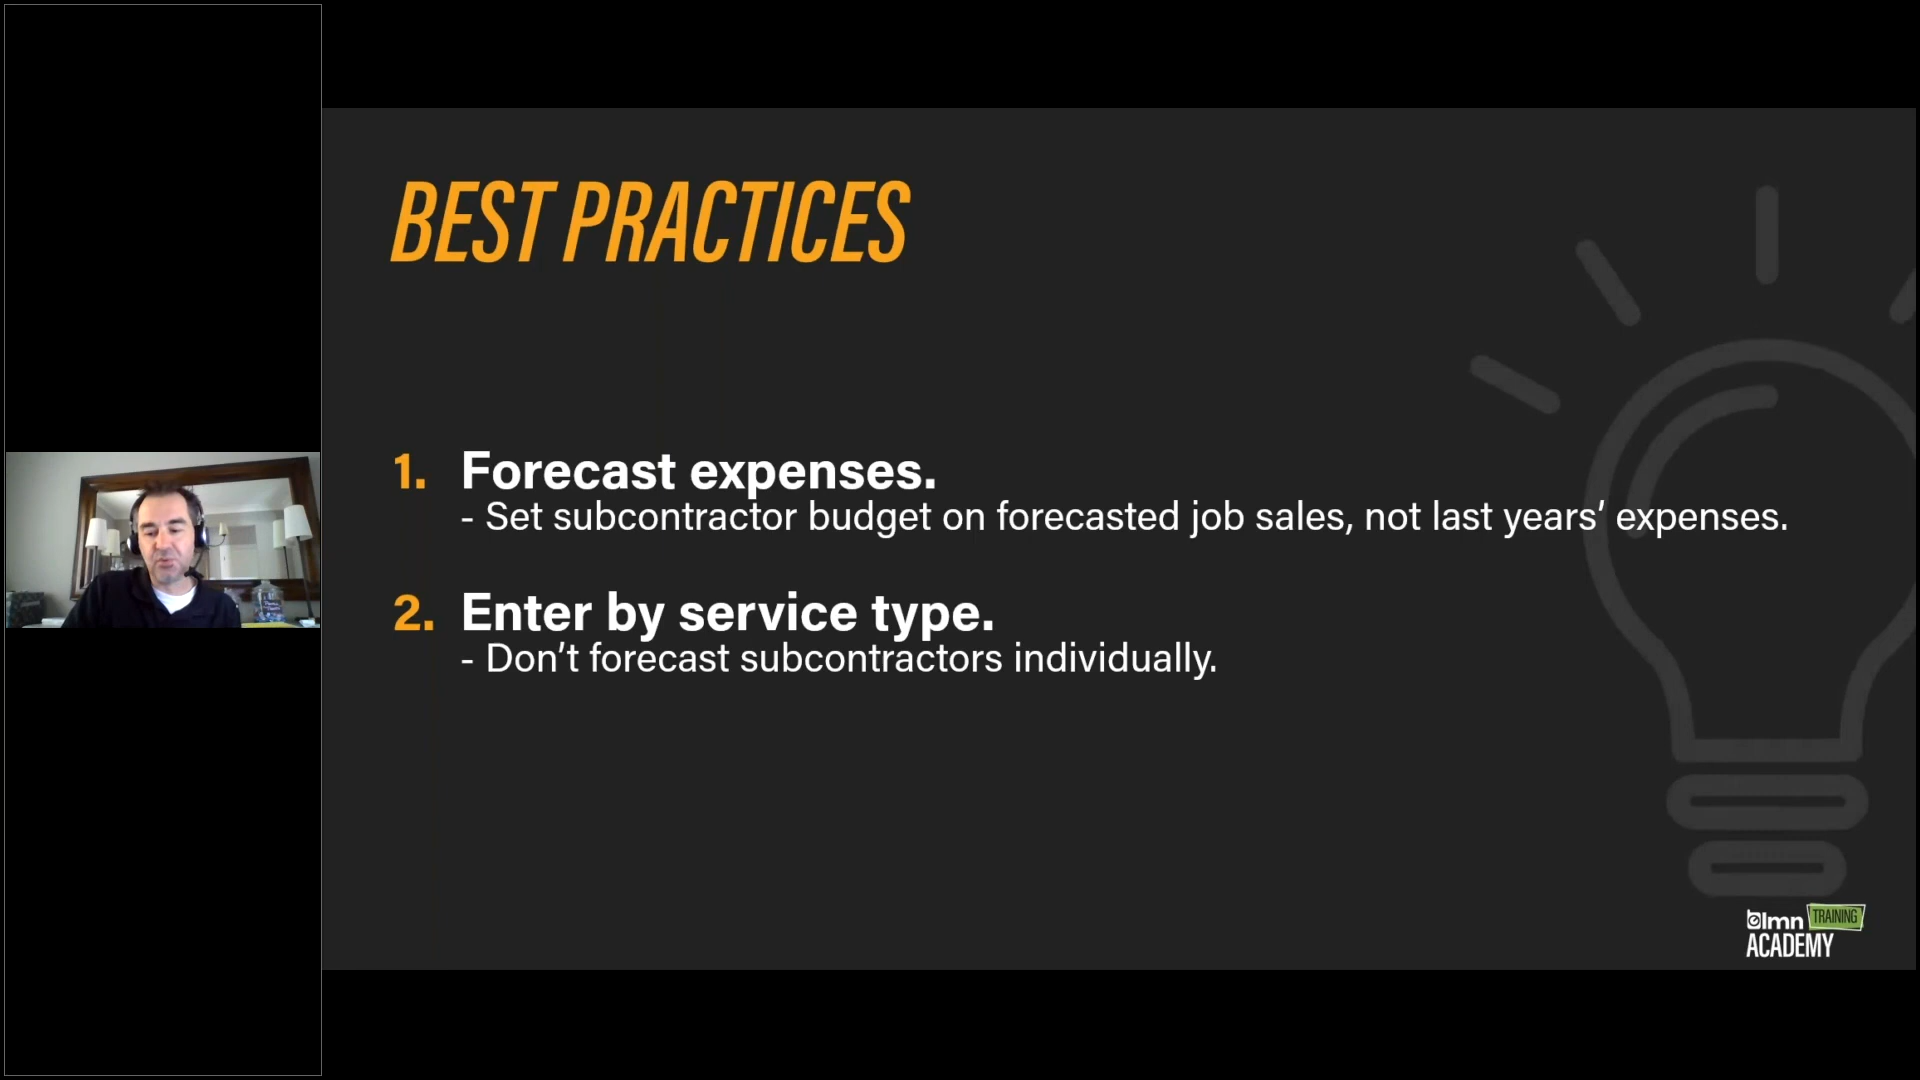 BEST PRACTICES
1. Forecast expenses.
- Set subcontractor budget on forecasted job sales, not last years’ expenses.
2. Enter by service type.
- Don’t forecast subcontractors individually.
lmn TRAINING
ACADEMY